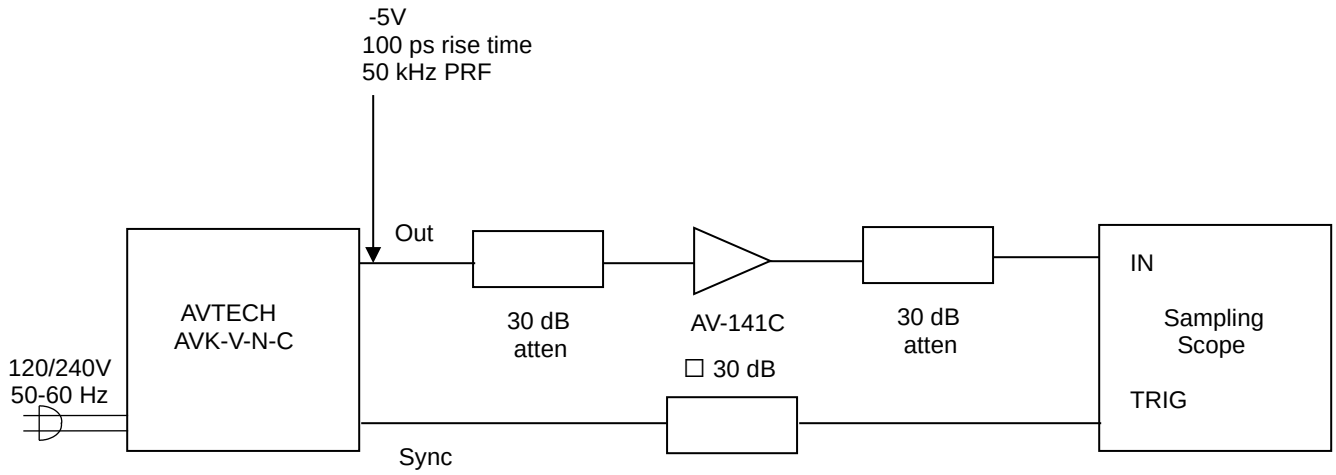 -5V
100 ps rise time
50 kHz PRF
Out
AVTECH
AVK-V-N-C
120/240V
50-60 Hz
30 dB
atten
AV-141C
□ 30 dB
30 dB
atten
IN
Sampling
Scope
TRIG
Sync